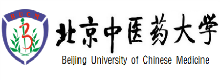 北京中医药大学
Beijing University of Chinese Medicine